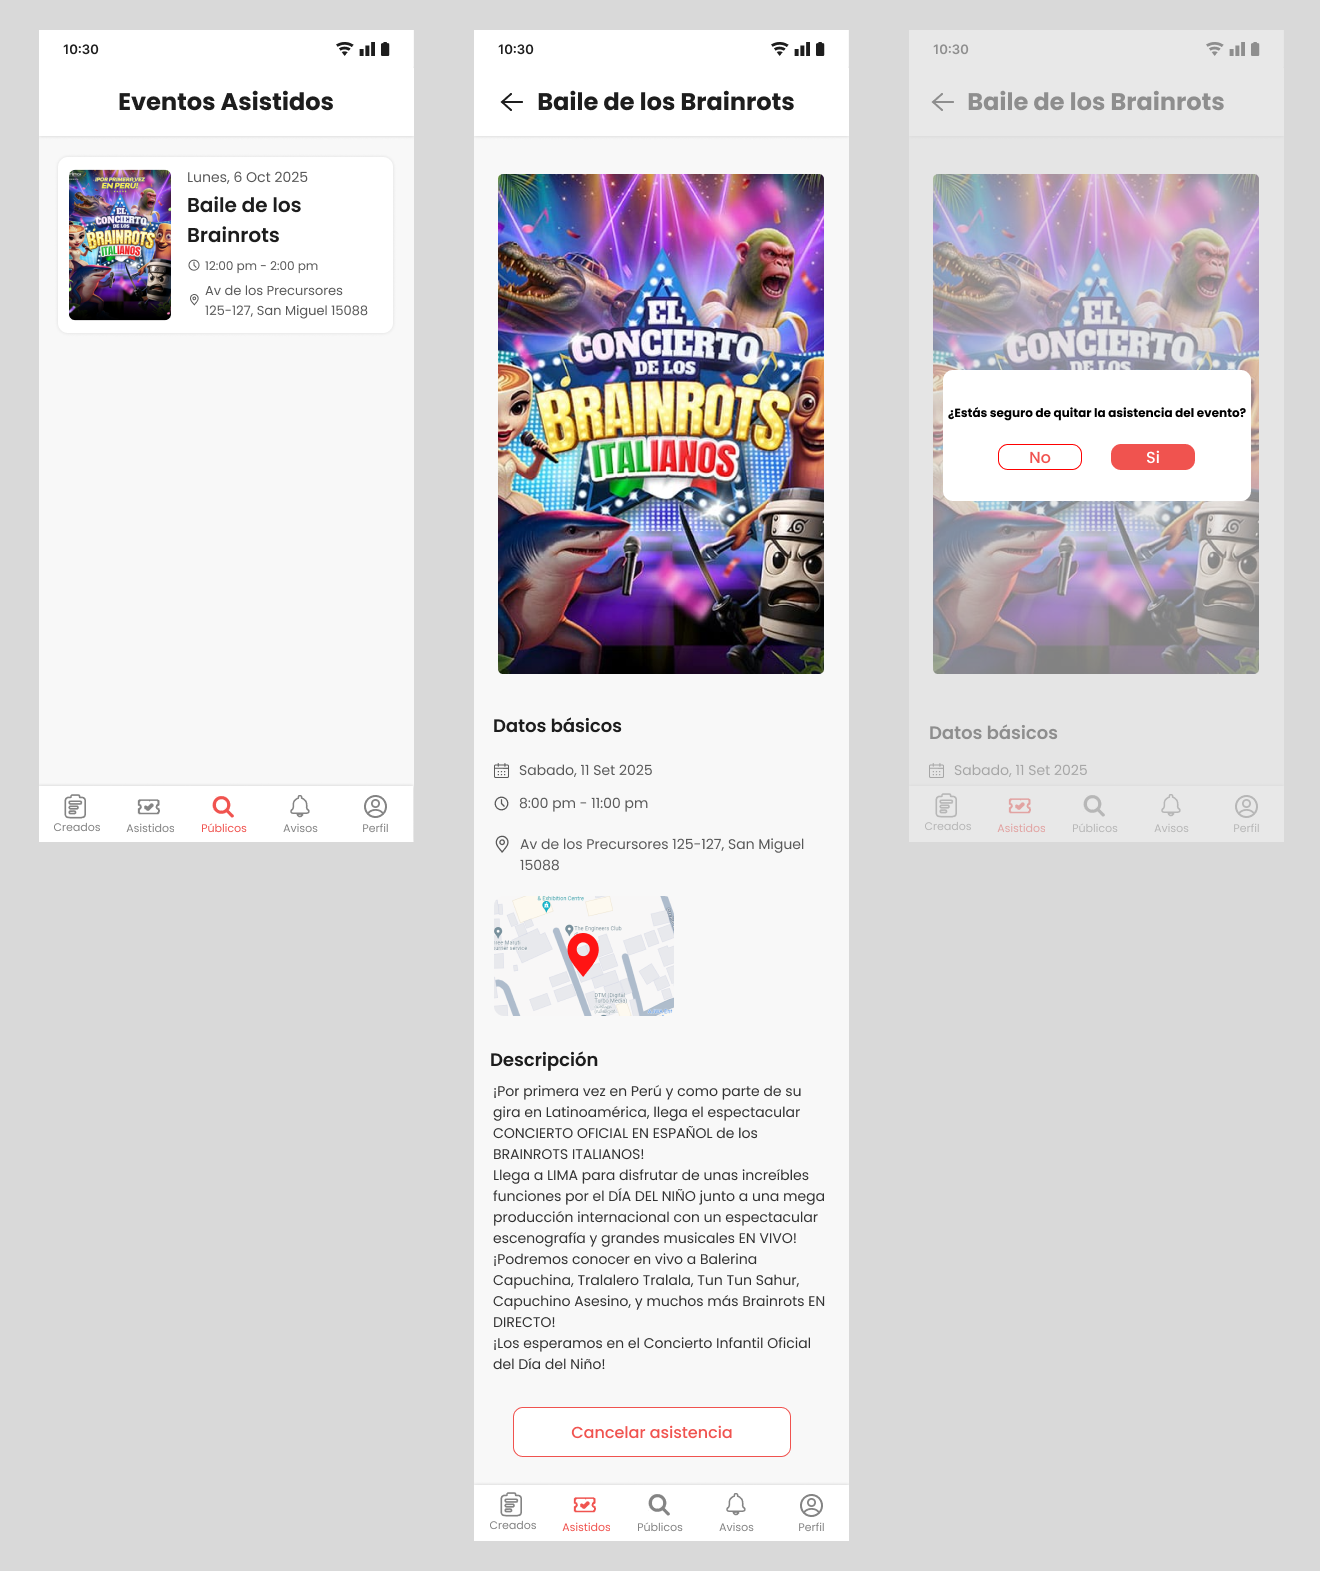 10:30
Eventos Asistidos
¡POR PRIMERA VEZ
EN PERÚ!
EL
CONCIERTO
DE LOS
BRAINROTS
ITALIANOS
Lunes, 6 Oct 2025
Baile de los
Brainrots
12:00 pm - 2:00 pm
Av de los Precursores
125-127, San Miguel 15088
Creados
Asistidos
Públicos
Avisos
Perfil
10:30
Baile de los Brainrots
EL
CONCIERTO
DE LOS
BRAINROTS
ITALIANOS
Datos básicos
Sabado, 11 Set 2025
8:00 pm - 11:00 pm
Av de los Precursores 125-127, San Miguel
15088
& Exhibition Centre
The Engineers Club
DTM (Digital
Turbo Media)
Descripción
¡Por primera vez en Perú y como parte de su
gira en Latinoamérica, llega el espectacular
CONCIERTO OFICIAL EN ESPAÑOL de los
BRAINROTS ITALIANOS!
Llega a LIMA para disfrutar de unas increíbles
funciones por el DÍA DEL NIÑO junto a una mega
producción internacional con un espectacular
escenografía y grandes musicales EN VIVO!
¡Podremos conocer en vivo a Balerina
Capuchina, Tralalero Tralala, Tun Tun Sahur,
Capuchino Asesino, y muchos más Brainrots EN
DIRECTO!
¡Los esperamos en el Concierto Infantil Oficial
del Día del Niño!
Cancelar asistencia
Creados
Asistidos
Públicos
Avisos
Perfil
10:30
Baile de los Brainrots
EL
CONCIERTO
¿Estás seguro de quitar la asistencia del evento?
No
Si
Datos básicos
Sabado, 11 Set 2025
Creados
Asistidos
Públicos
Avisos
Perfil